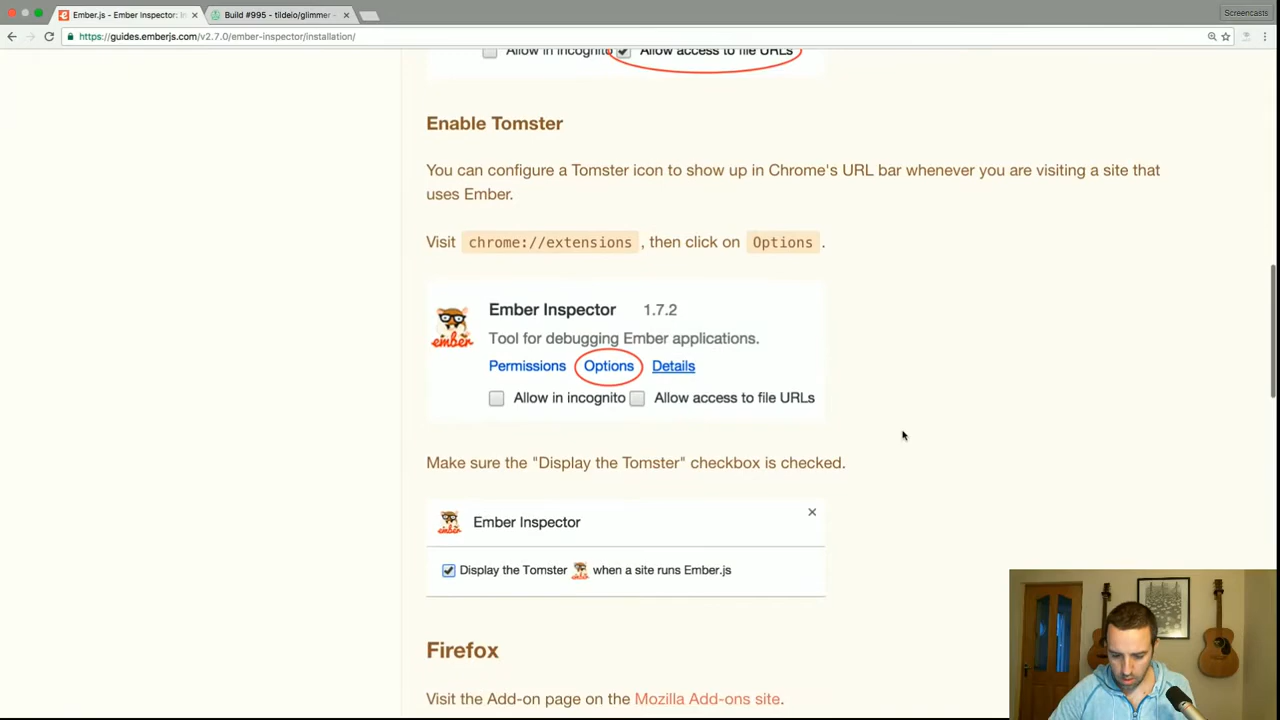 Ember.js - Ember Inspector: In
Build #995 - tildeio/glimmer -
Screencasts
https://guides.emberjs.com/v2.7.0/ember-inspector/installation/
Allow in incognito Allow access to file URLs
Enable Tomster
You can configure a Tomster icon to show up in Chrome's URL bar whenever you are visiting a site that
uses Ember.
Visit chrome://extensions , then click on Options .
Ember Inspector 1.7.2
ember
Tool for debugging Ember applications.
Permissions Options Details
Allow in incognito Allow access to file URLs
Make sure the "Display the Tomster" checkbox is checked.
ember
Ember Inspector
Display the Tomster when a site runs Ember.js
Firefox
Visit the Add-on page on the Mozilla Add-ons site.